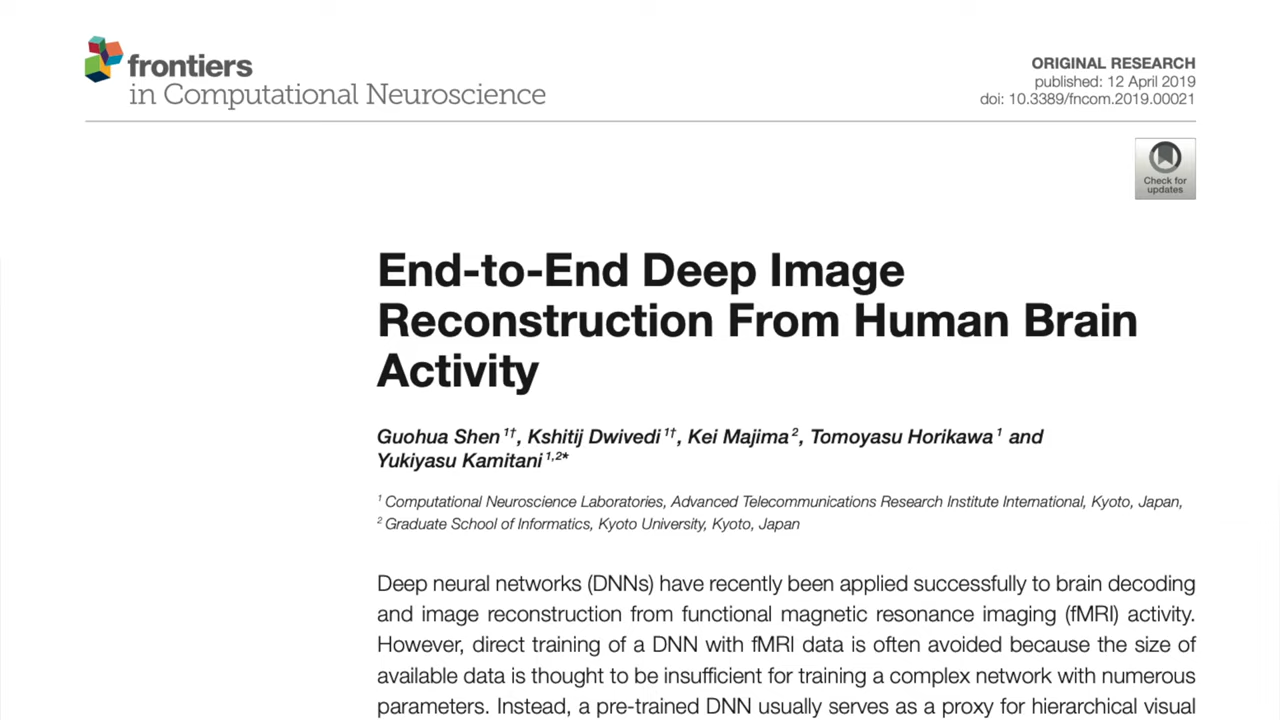 frontiers
in Computational Neuroscience
ORIGINAL RESEARCH
published: 12 April 2019
doi: 10.3389/fncom.2019.00021
Check for
updates
End-to-End Deep Image
Reconstruction From Human Brain
Activity
Guohua Shen 1†, Kshitij Dwivedi 1†, Kei Majima 2, Tomoyasu Horikawa 1 and
Yukiyasu Kamitani 1,2*
1 Computational Neuroscience Laboratories, Advanced Telecommunications Research Institute International, Kyoto, Japan,
2 Graduate School of Informatics, Kyoto University, Kyoto, Japan
Deep neural networks (DNNs) have recently been applied successfully to brain decoding
and image reconstruction from functional magnetic resonance imaging (fMRI) activity.
However, direct training of a DNN with fMRI data is often avoided because the size of
available data is thought to be insufficient for training a complex network with numerous
parameters. Instead, a pre-trained DNN usually serves as a proxy for hierarchical visual